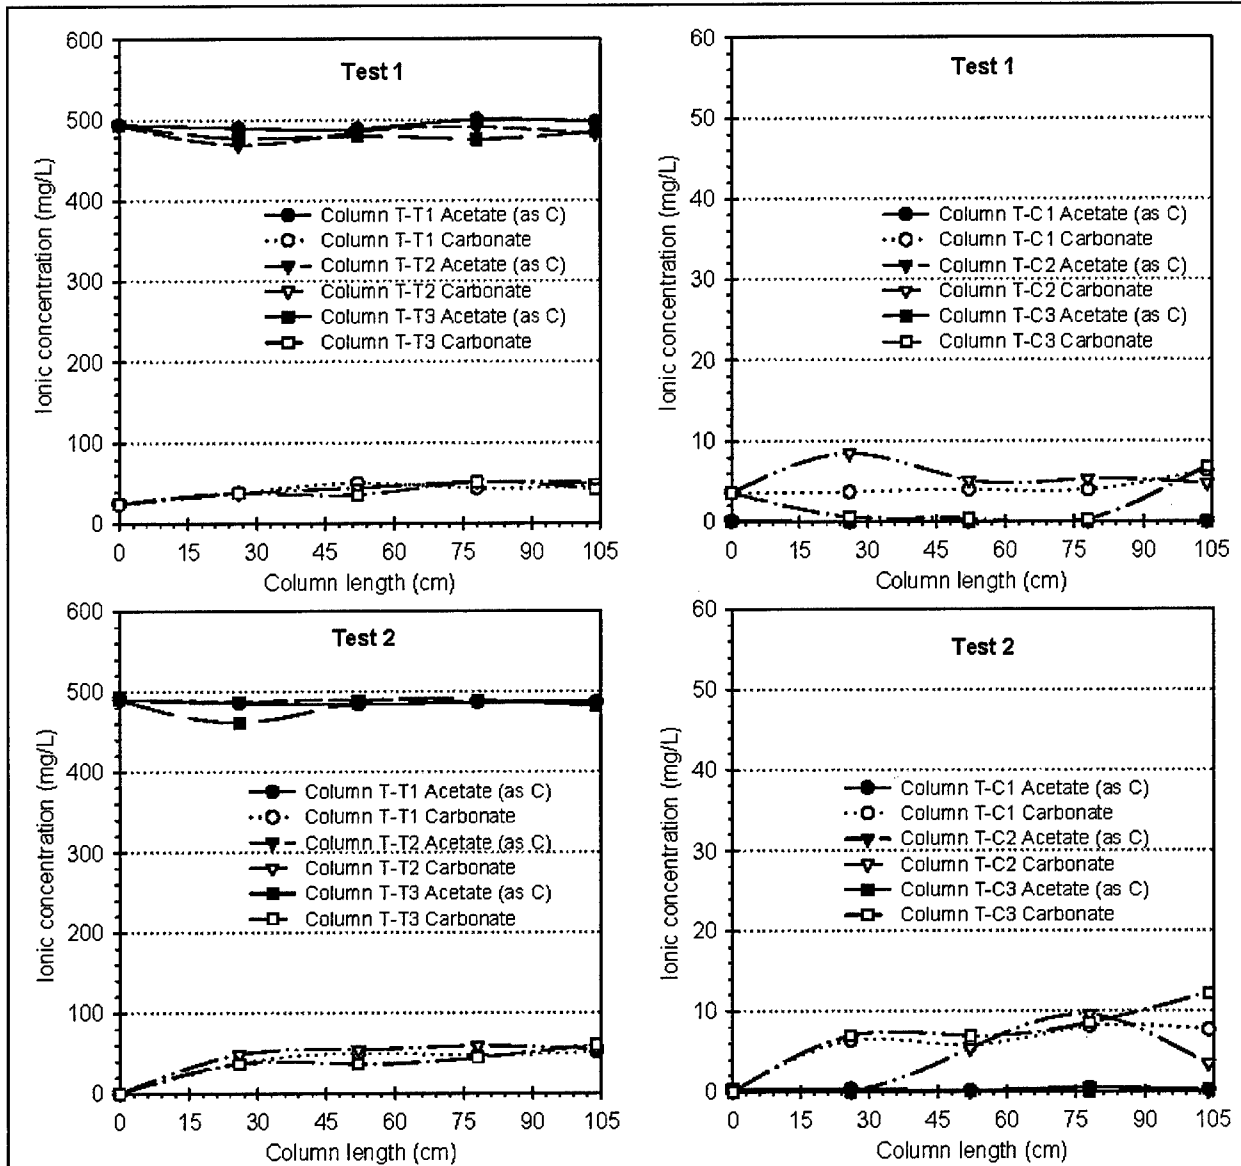 Test 1
Ionic concentration (mg/L)
600
500
400
300
200
100
0
Column T-T1 Acetate (as C)
Column T-T1 Carbonate
Column T-T2 Acetate (as C)
Column T-T2 Carbonate
Column T-T3 Acetate (as C)
Column T-T3 Carbonate
0 15 30 45 60 75 90 105
Column length (cm)
Test 1
Ionic concentration (mg/L)
60
50
40
30
20
10
0
Column T-C1 Acetate (as C)
Column T-C1 Carbonate
Column T-C2 Acetate (as C)
Column T-C2 Carbonate
Column T-C3 Acetate (as C)
Column T-C3 Carbonate
0 15 30 45 60 75 90 105
Column length (cm)
Test 2
Ionic concentration (mg/L)
600
500
400
300
200
100
0
Column T-T1 Acetate (as C)
Column T-T1 Carbonate
Column T-T2 Acetate (as C)
Column T-T2 Carbonate
Column T-T3 Acetate (as C)
Column T-T3 Carbonate
0 15 30 45 60 75 90 105
Column length (cm)
Test 2
Ionic concentration (mg/L)
60
50
40
30
20
10
0
Column T-C1 Acetate (as C)
Column T-C1 Carbonate
Column T-C2 Acetate (as C)
Column T-C2 Carbonate
Column T-C3 Acetate (as C)
Column T-C3 Carbonate
0 15 30 45 60 75 90 105
Column length (cm)